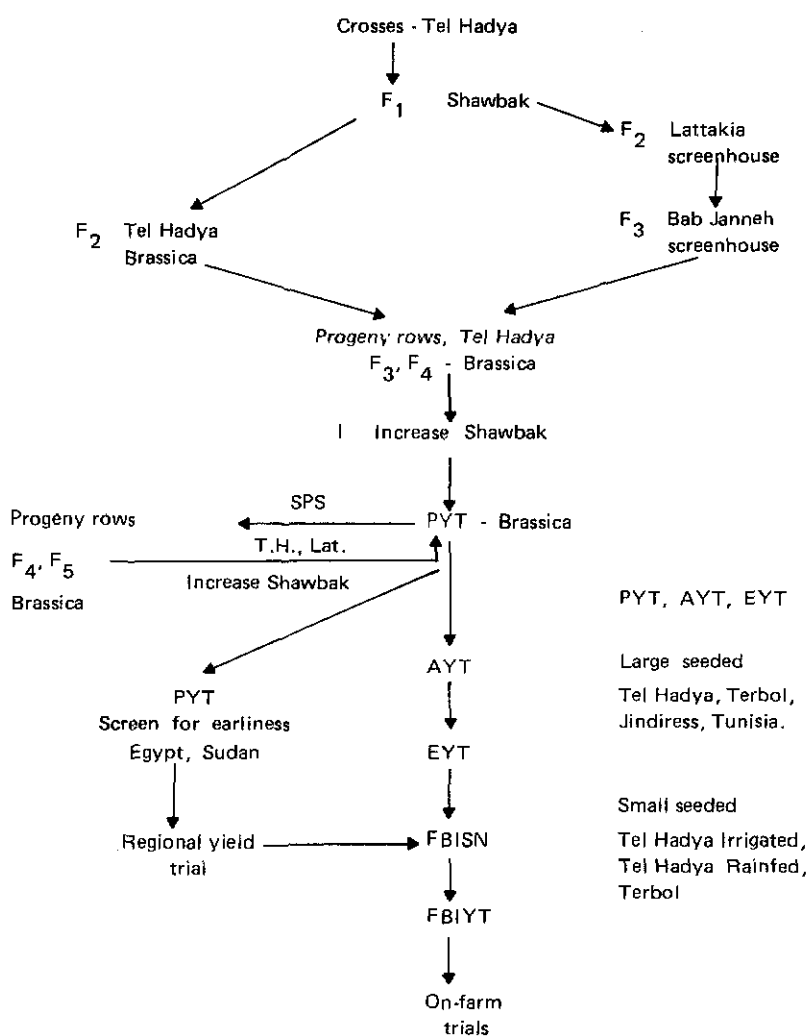 Crosses - Tel Hadya
F1 Shawbak
F2 Lattakia
screenhouse
F2 Tel Hadya
Brassica
F3 Bab Janneh
screenhouse
Progeny rows, Tel Hadya
F3, F4 - Brassica
I Increase Shawbak
SPS
Progeny rows
PYT - Brassica
T.H., Lat.
F4, F5
Increase Shawbak
Brassica
PYT, AYT, EYT
AYT
Large seeded
PYT
Tel Hadya, Terbol,
Screen for earliness
Jindiress, Tunisia.
Egypt, Sudan
EYT
Small seeded
Regional yield
trial
FBISN
Tel Hadya Irrigated,
Tel Hadya Rainfed,
Terbol
FBIYT
On-farm
trials